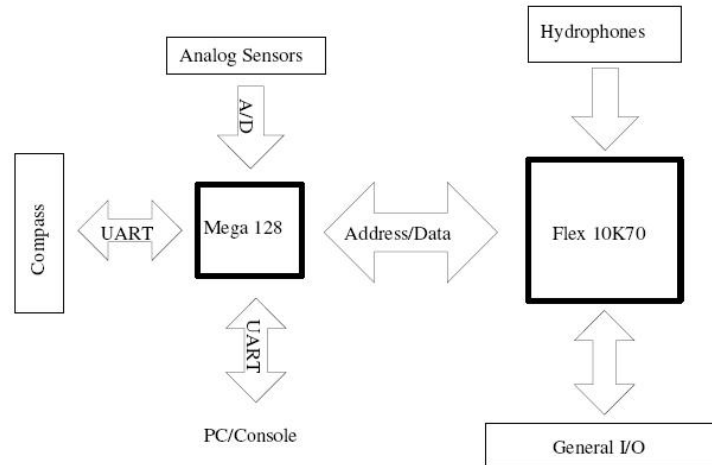 Hydrophones
Analog Sensors
A/D
Compass
UART
Mega 128
Address/Data
Flex 10K70
UART
PC/Console
General I/O